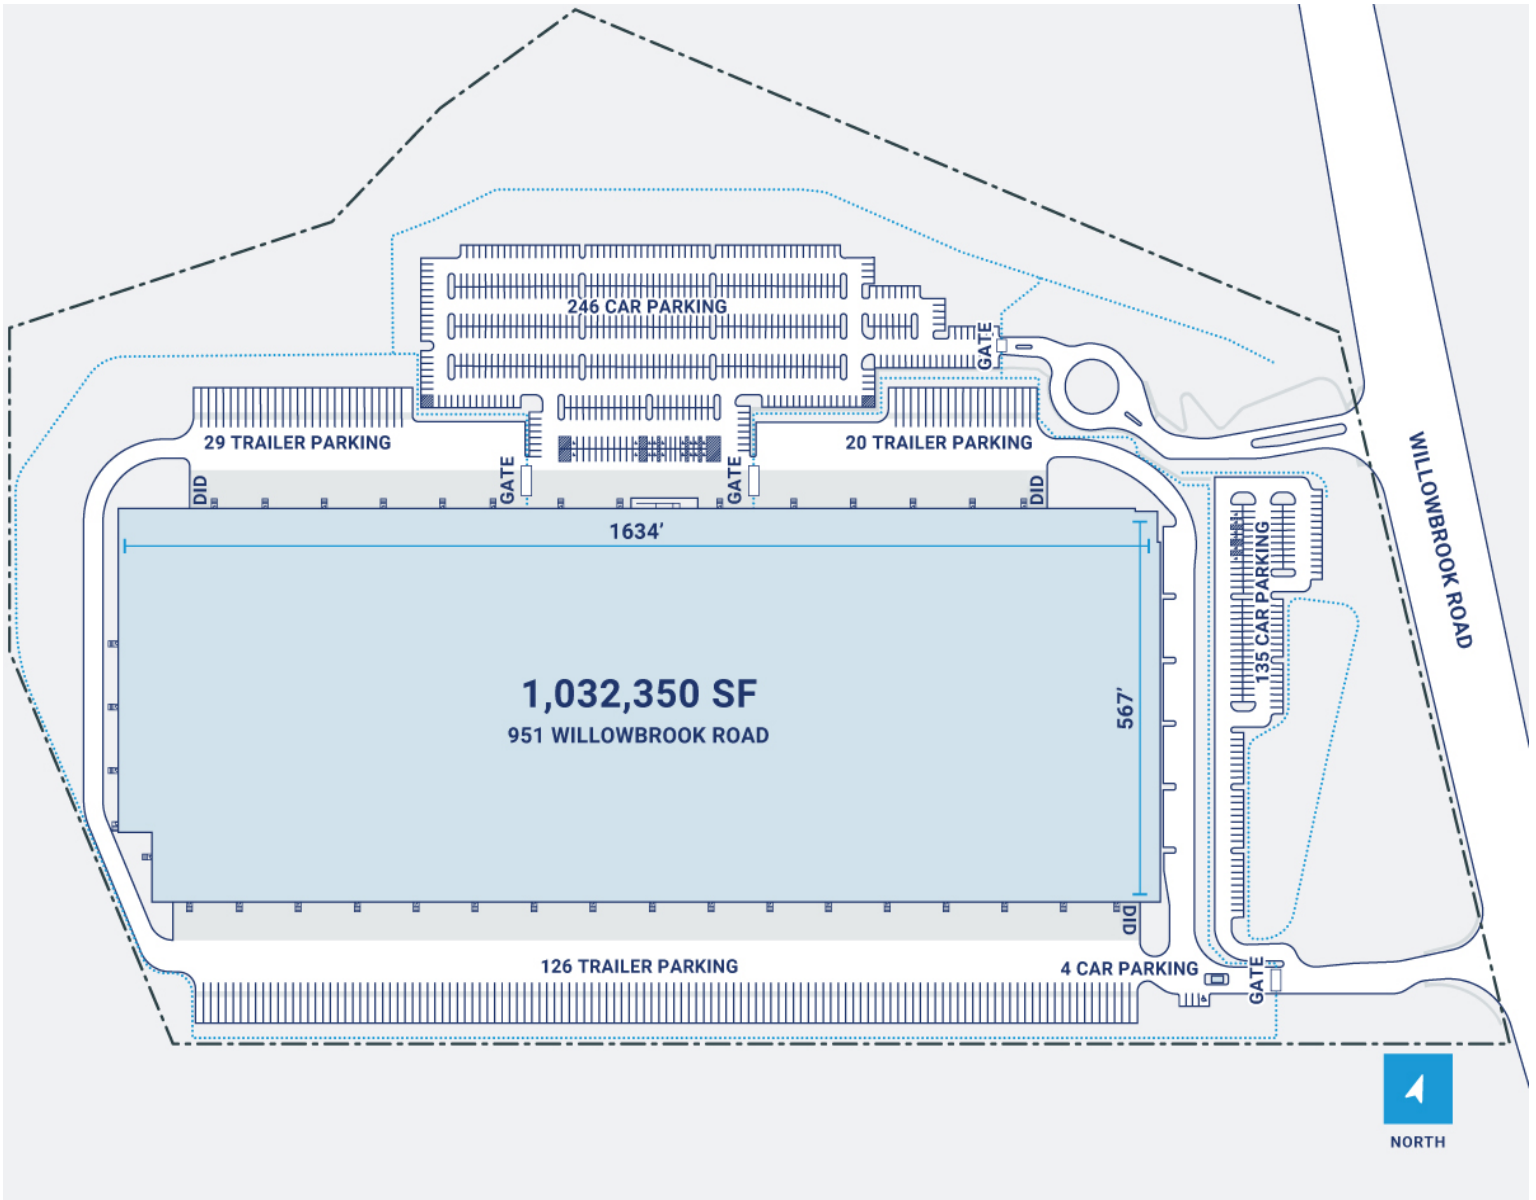 246 CAR PARKING
GATE
29 TRAILER PARKING
20 TRAILER PARKING
WILLOWBROOK ROAD
DID
GATE
GATE
DID
1634’
135 CAR PARKING
1,032,350 SF
951 WILLOWBROOK ROAD
567’
DID
126 TRAILER PARKING
4 CAR PARKING
GATE
NORTH